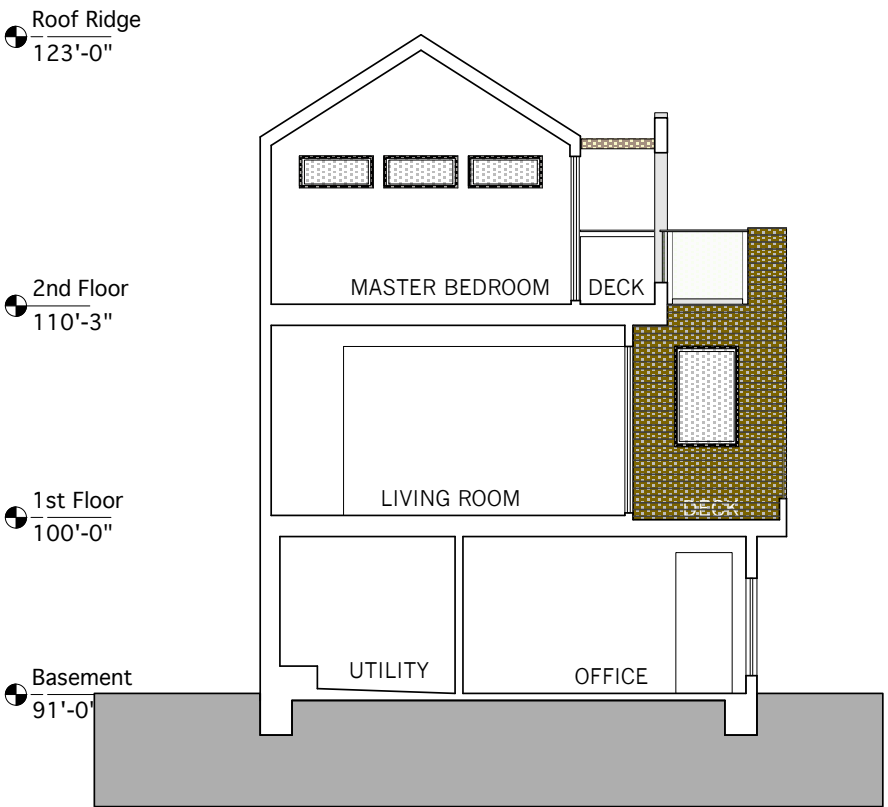 Roof Ridge
123'-0"
MASTER BEDROOM
DECK
2nd Floor
110'-3"
LIVING ROOM
DECK
1st Floor
100'-0"
UTILITY
OFFICE
Basement
91'-0'